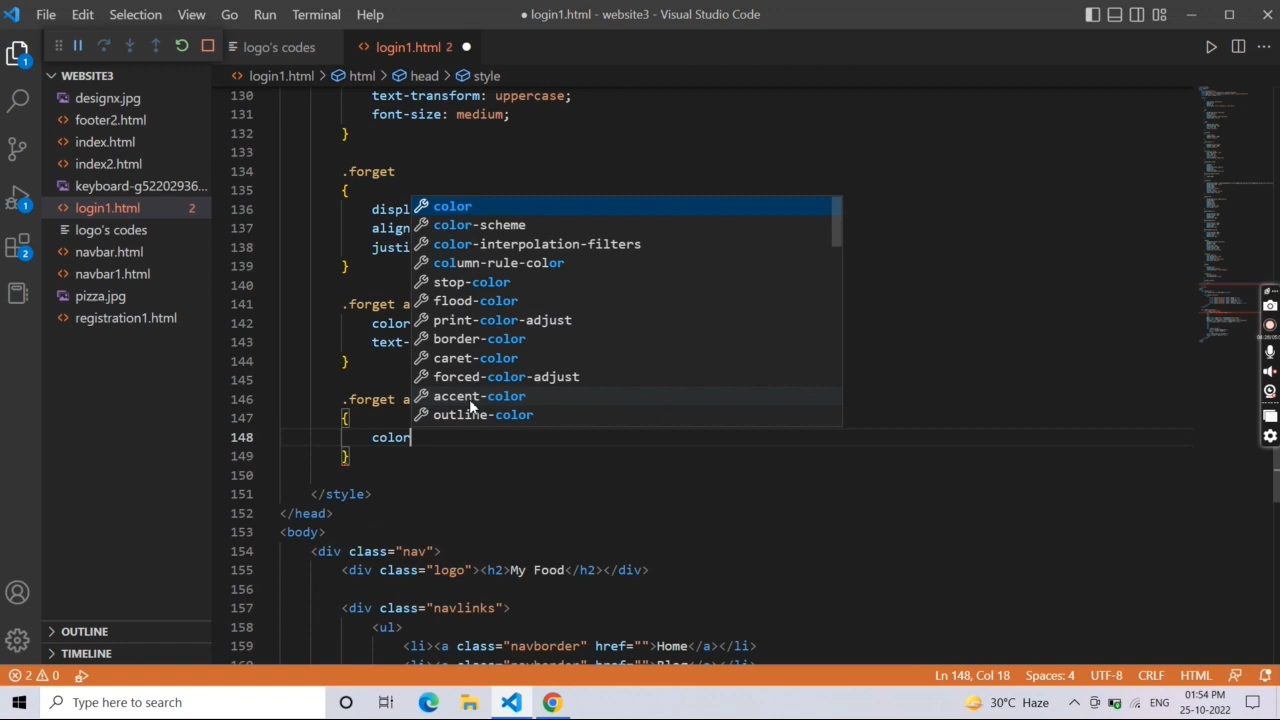 File Edit Selection View Go Run Terminal Help
● login1.html - website3 - Visual Studio Code
logo's codes
<> login1.html 2 ●
<> login1.html > html > head > style
WEBSITE3
designx.jpg
footer2.html
index.html
index2.html
keyboard-g52202936...
login1.html 2
logo's codes
navbar.html
navbar1.html
pizza.jpg
registration1.html
OUTLINE
TIMELINE
130 text-transform: uppercase;
131 font-size: medium;
132 }
133
134 .forget
135 {
136 displ
137 align
138 justi
139 }
140
141 .forget a
142 color
143 text-
144 }
145
146 .forget a
147 {
148 color
149 }
150
151 </style>
152 </head>
153 <body>
154 <div class="nav">
155 <div class="logo"><h2>My Food</h2></div>
156
157 <div class="navlinks">
158 <ul>
159 <li><a class="navborder" href="">Home</a></li>
color
color-scheme
color-interpolation-filters
column-rule-color
stop-color
flood-color
print-color-adjust
border-color
caret-color
forced-color-adjust
accent-color
outline-color
1
1
2
2 0
Ln 148, Col 18 Spaces: 4 UTF-8 CRLF HTML
Type here to search
30°C Haze
ENG
01:54 PM
25-10-2022